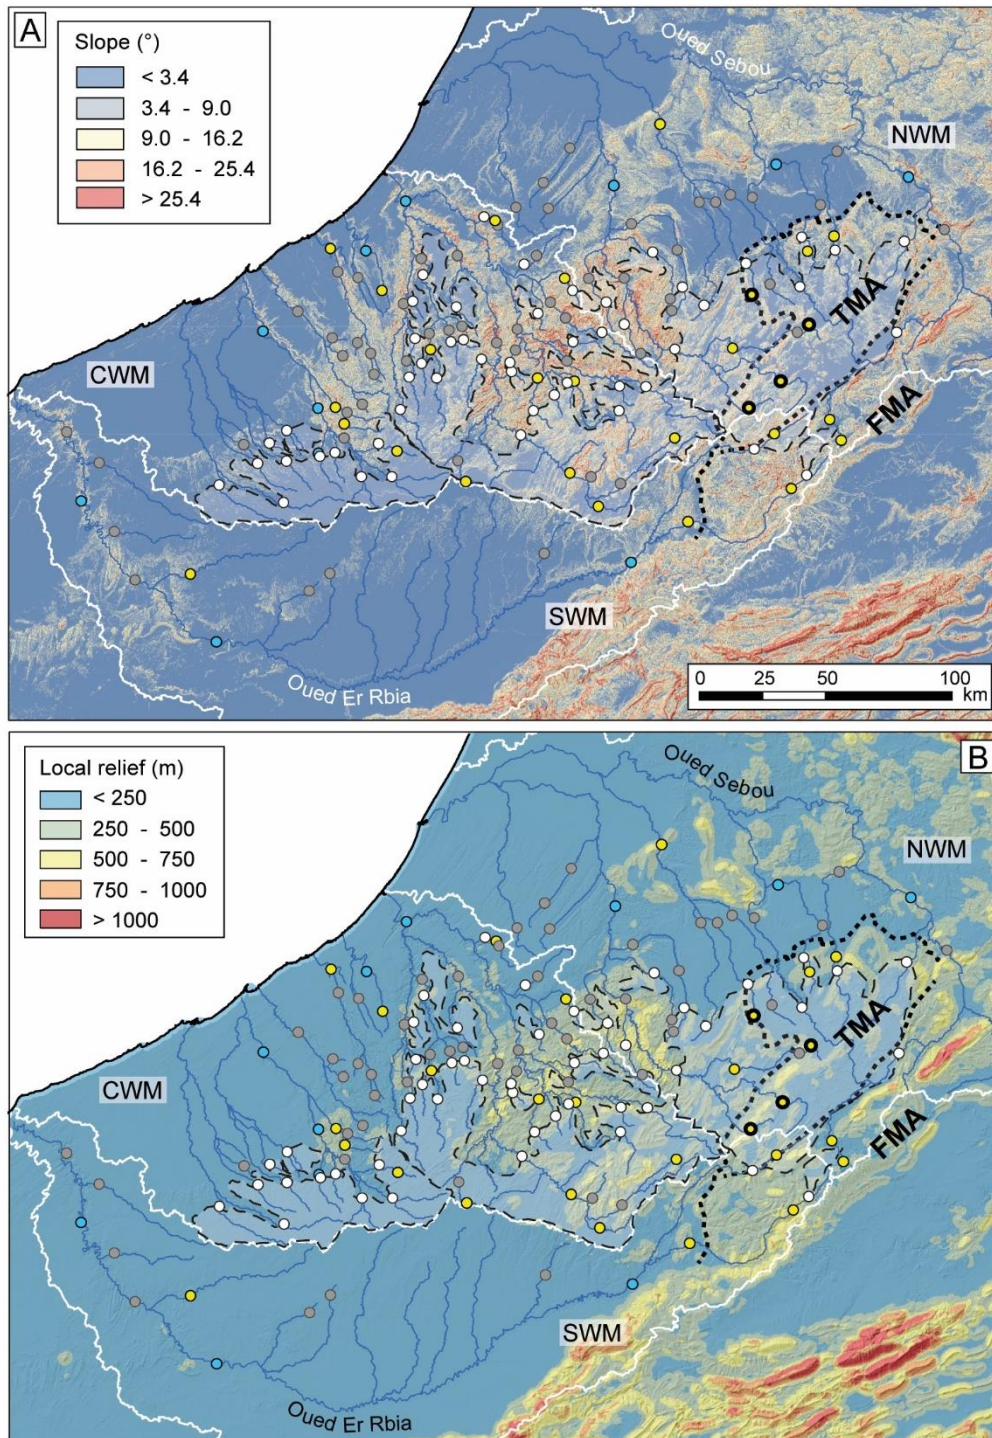 A
Slope (°)
< 3.4
3.4 - 9.0
9.0 - 16.2
16.2 - 25.4
> 25.4
Oued Sebou
NWM
TMA
FMA
CWM
SWM
Oued Er Rbia
0 25 50 100
km
B
Local relief (m)
< 250
250 - 500
500 - 750
750 - 1000
> 1000
Oued Sebou
NWM
TMA
FMA
CWM
SWM
Oued Er Rbia